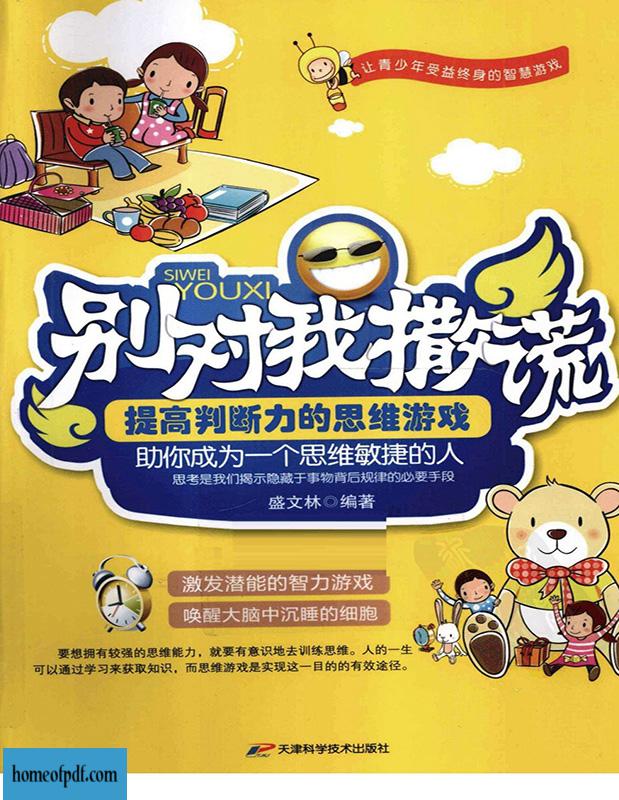 让青少年受益终身的智慧游戏
SIWEI
YOUXI
别对我撒谎
提高判断力的思维游戏
助你成为一个思维敏捷的人
思考是我们揭示隐藏于事物背后规律的必要手段
盛文林◎编著
激发潜能的智力游戏
唤醒大脑中沉睡的细胞
要想拥有较强的思维能力，就要有意识地去训练思维。人的一生
可以通过学习来获取知识，而思维游戏是实现这一目的的有效途径。
天津科学技术出版社
homeofpdf.com